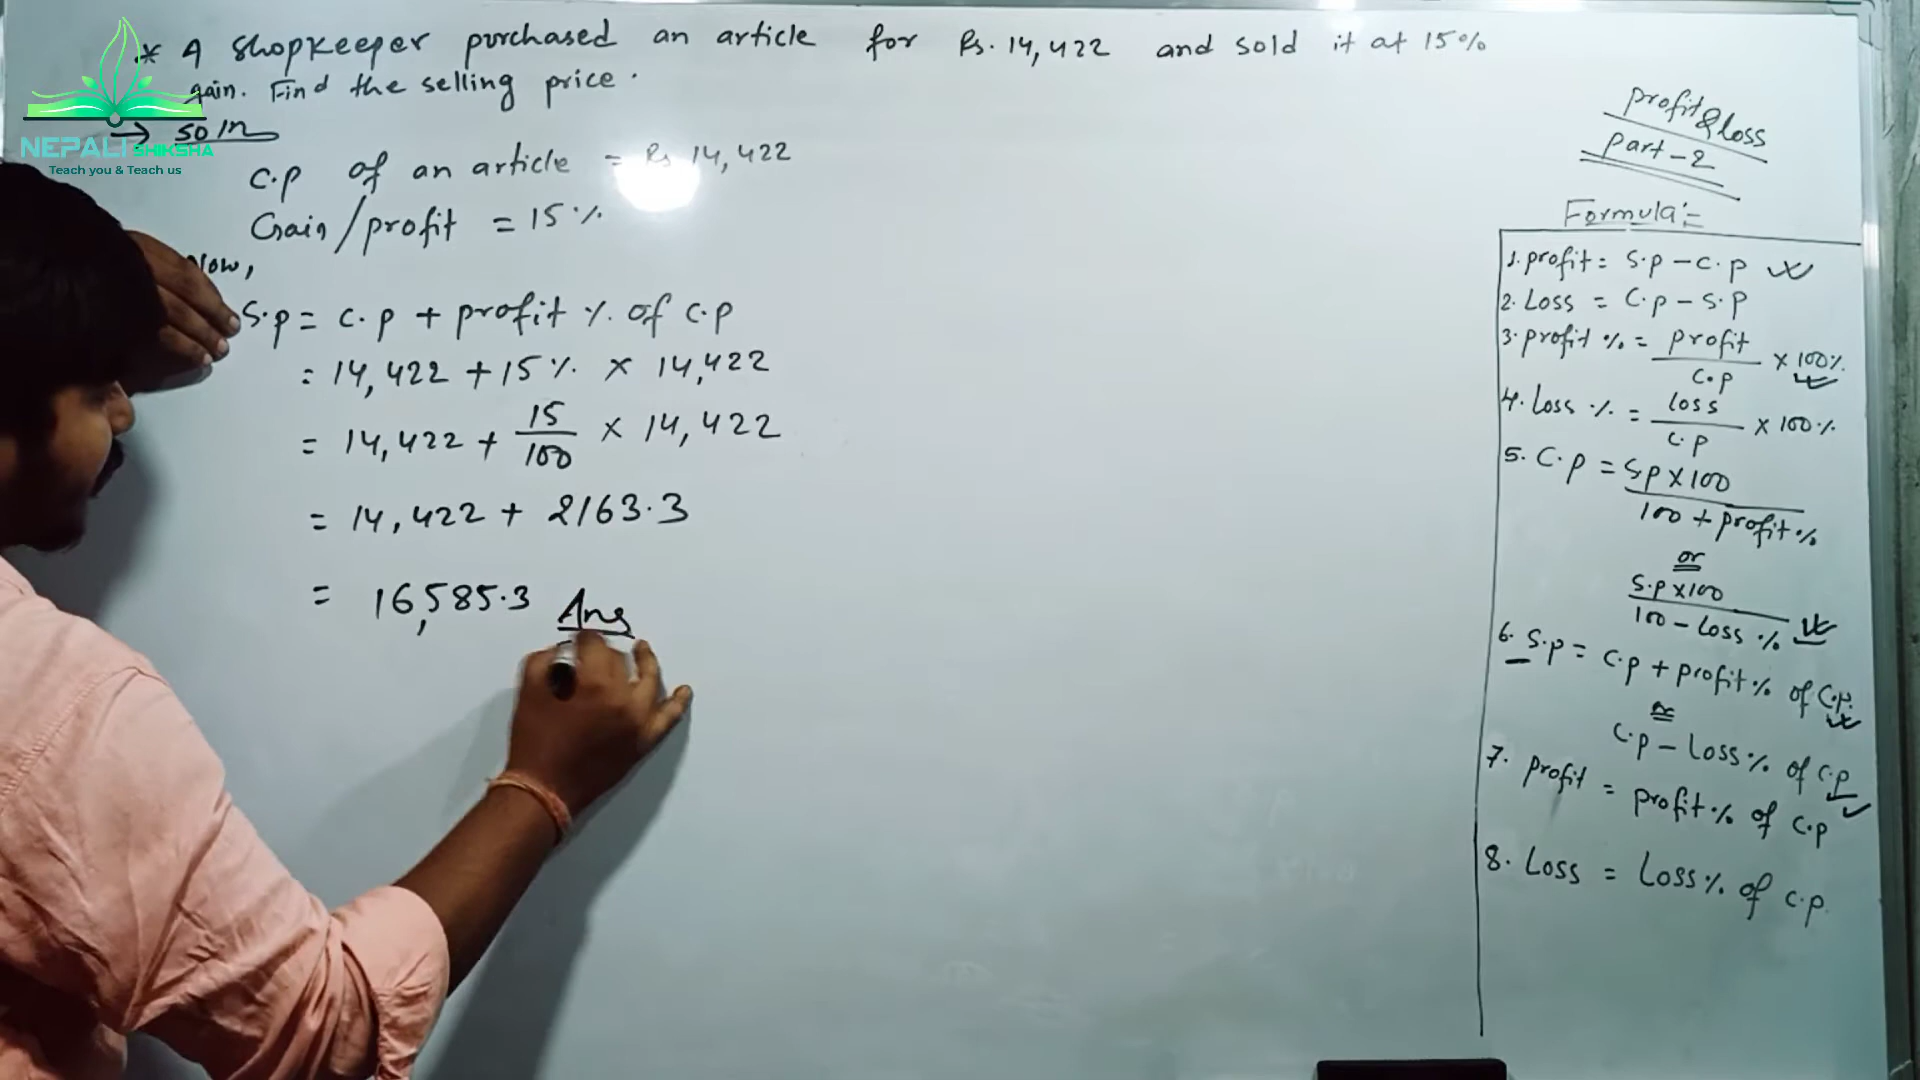 * A shopkeeper purchased an article for Rs. 14,422 and sold it at 15%
gain. Find the selling price.
→ soln
NEPALI SHIKSHA
Teach you & Teach us
C.p of an article = Rs 14,422
Gain/profit = 15%
Now,
S.p = c.p + profit % of c.p
= 14,422 + 15% × 14,422
= 14,422 + 15/100 × 14,422
= 14,422 + 2163.3
= 16,585.3 Ans
profit & loss
part-2
Formula:-
1. profit = S.p - C.p
2. Loss = C.p - S.p
3. profit % = profit/C.p × 100%
4. Loss % = loss/C.p × 100%
5. C.p = S.p × 100 / 100 + profit%
or
S.p × 100 / 100 - Loss %
6. S.p = C.p + profit% of C.p.
or
C.p - Loss% of C.p
7. profit = profit% of C.p
8. Loss = Loss% of C.p.